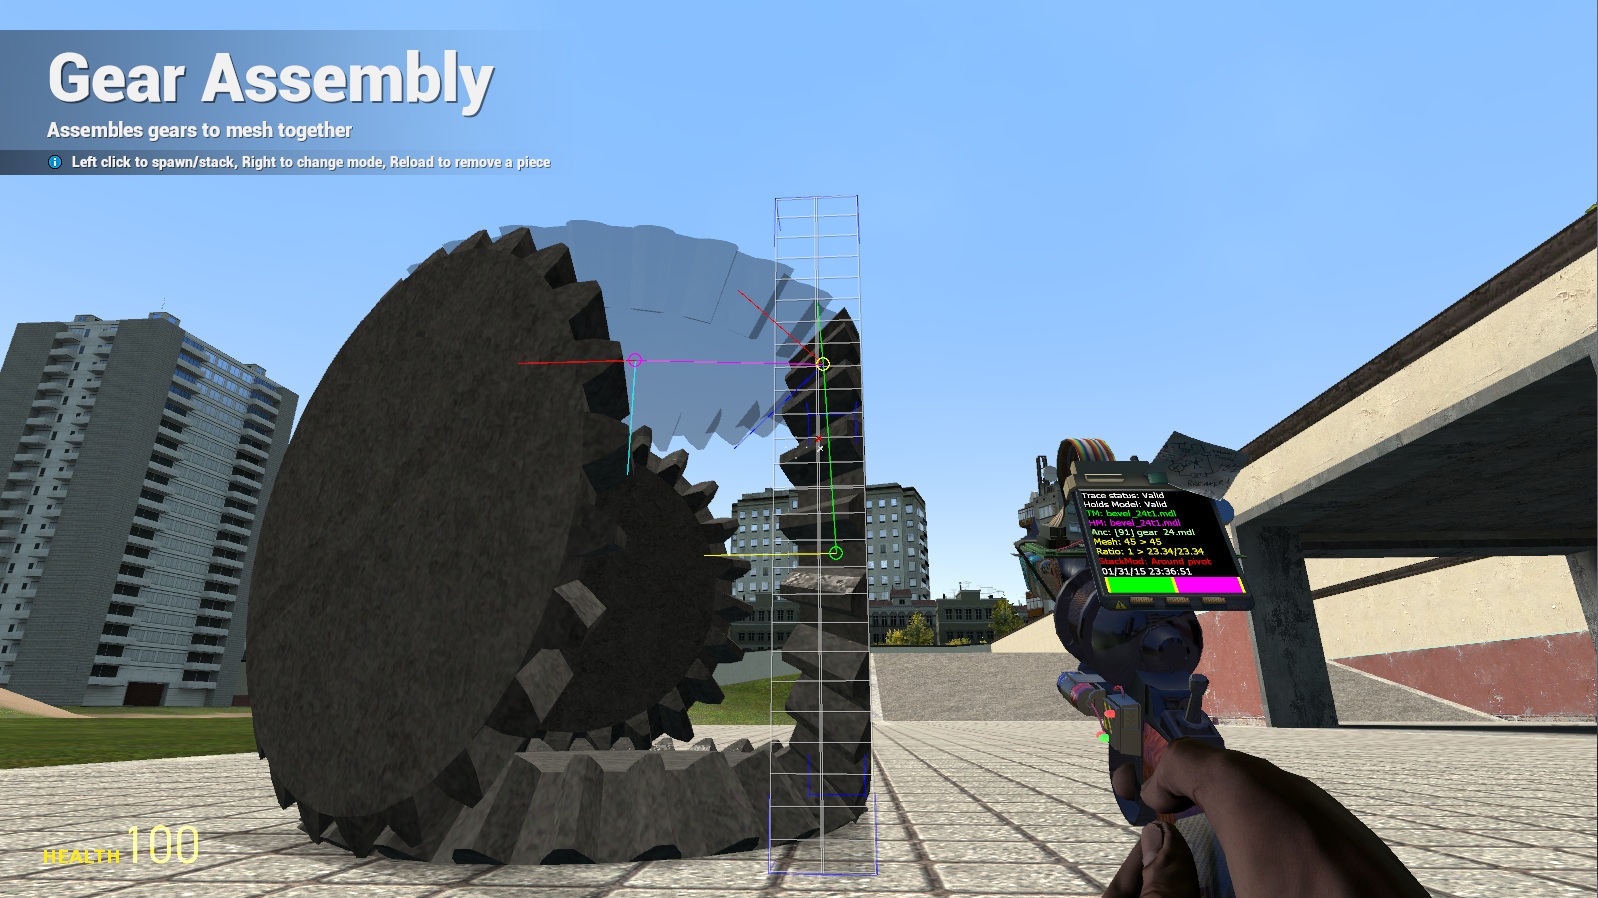 Gear Assembly
Assembles gears to mesh together
Left click to spawn/stack, Right to change mode, Reload to remove a piece
Trace status: Valid
Holds Model: Valid
TM: bevel_24t1.mdl
HM: bevel_24t1.mdl
Anc: [91] gear_24.mdl
Mesh: 45 > 45
Ratio: 1 > 23.34/23.34
StackMod: Around pivot
01/31/15 23:36:51
HEALTH 100